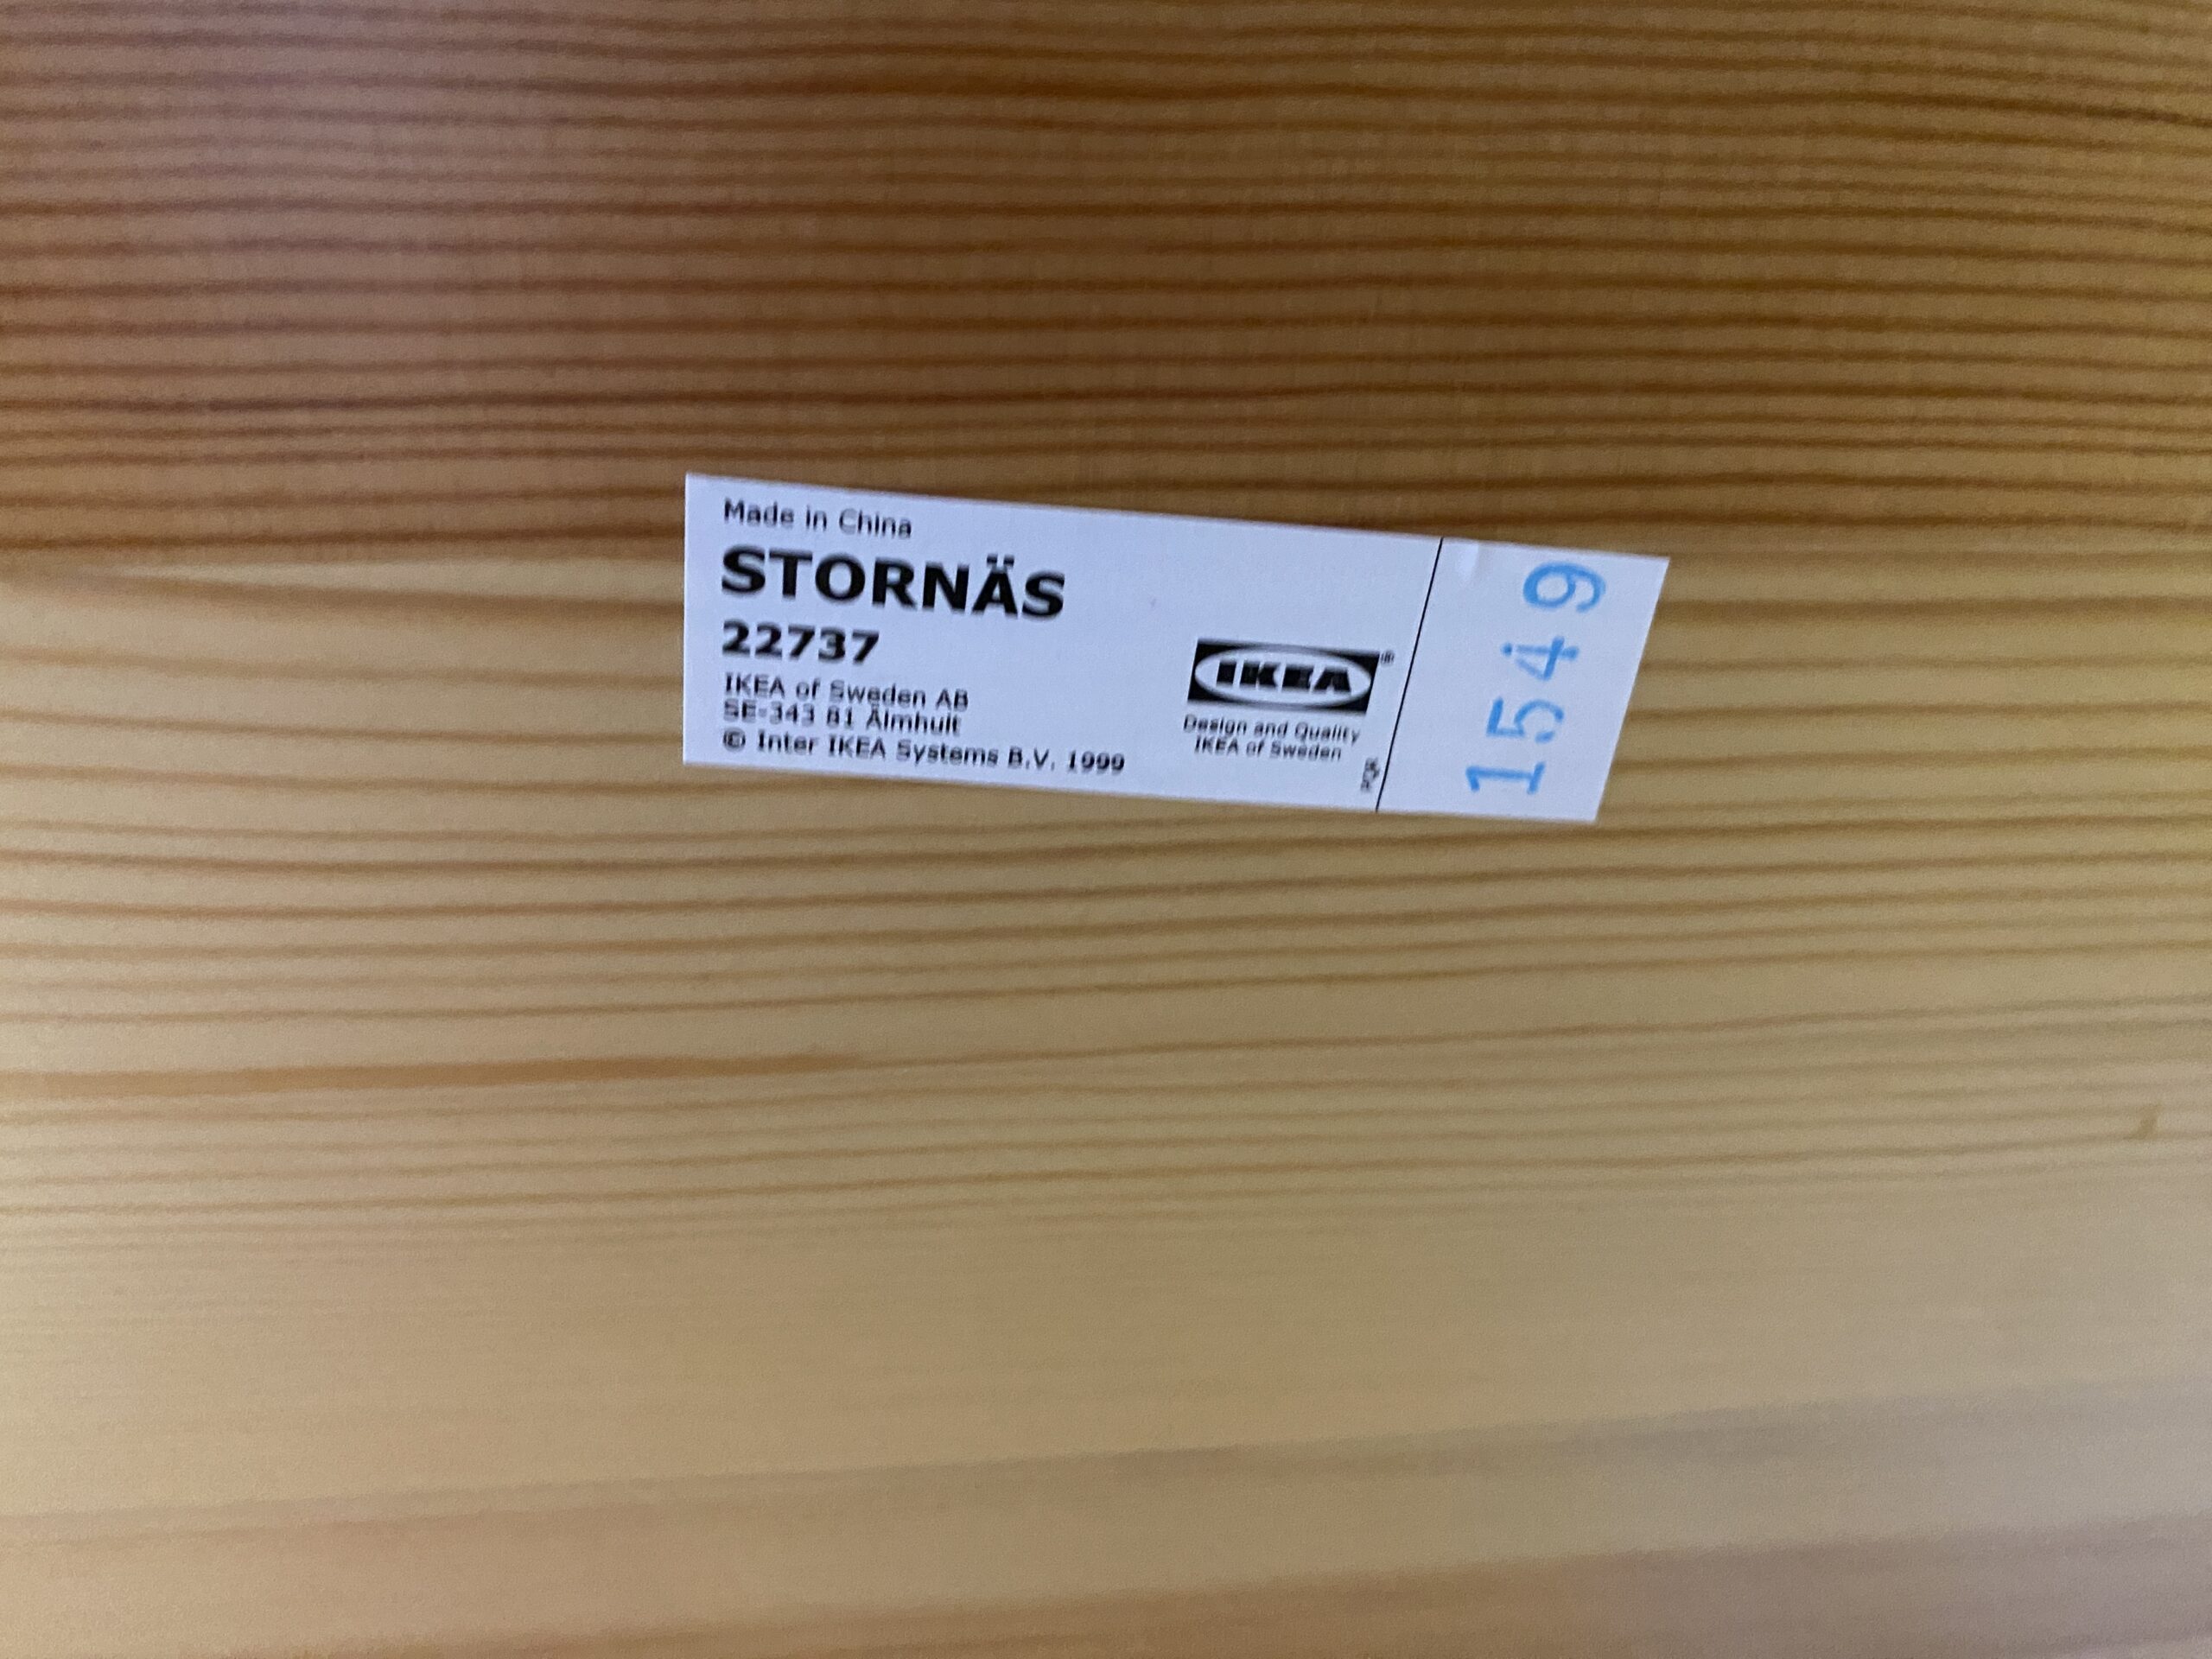 Made in China
STORNÄS
22737
IKEA of Sweden AB
SE-343 81 Älmhult
© Inter IKEA Systems B.V. 1999
IKEA®
Design and Quality
IKEA of Sweden
1549